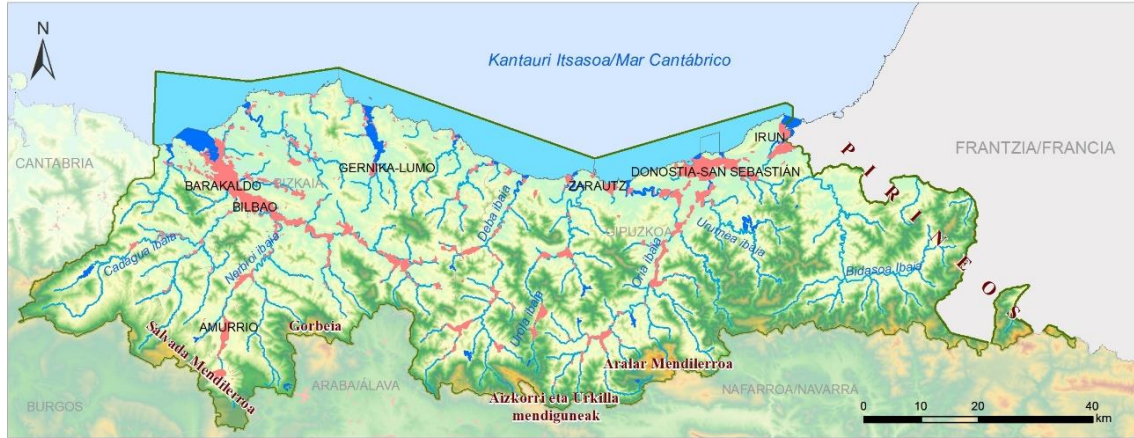 N
Kantauri Itsasoa/Mar Cantábrico
CANTABRIA
FRANTZIA/FRANCIA
IRUN
PIRINEOS
GERNIKA-LUMO
DONOSTIA-SAN SEBASTIÁN
BARAKALDO
BIZKAIA
ZARAUTZ
BILBAO
Deba ibaia
GIPUZKOA
Urumea ibaia
Cadagua Ibaia
Nerbioi ibaia
Oria ibaia
Bidasoa Ibaia
AMURRIO
Gorbeia
Urola Ibaia
Salvada Mendilerroa
Aralar Mendilerroa
ARABA/ÁLAVA
NAFARROA/NAVARRA
BURGOS
Aizkorri eta Urkilla
mendiguneak
0 10 20 40
km